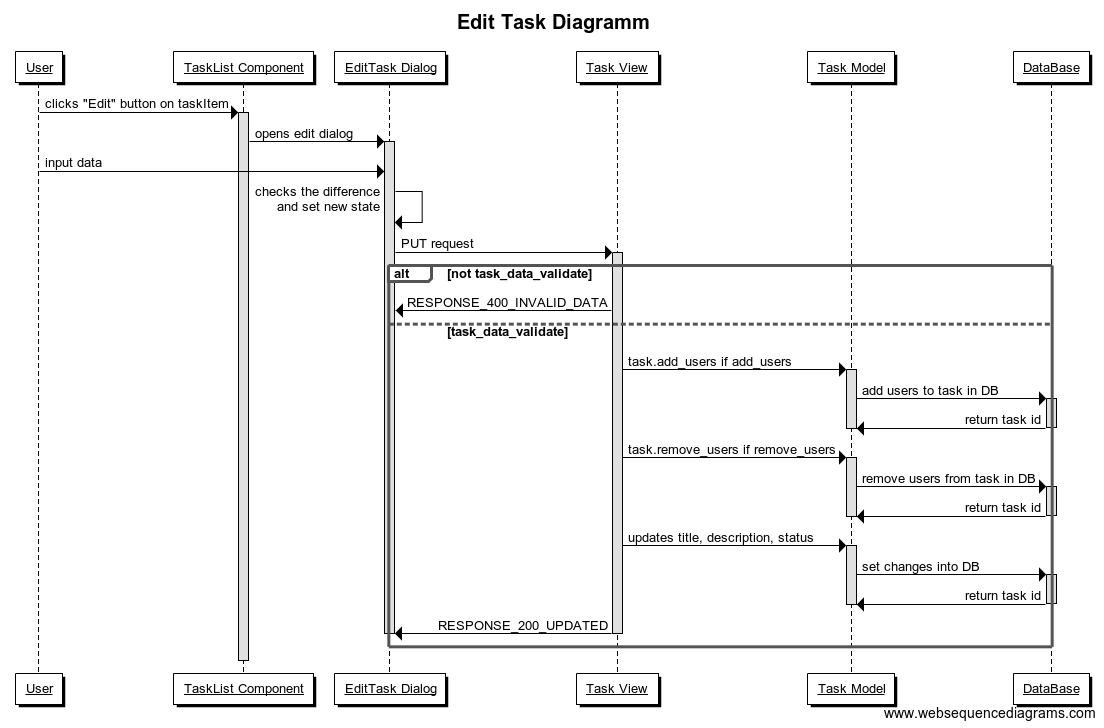 Edit Task Diagramm
User
TaskList Component
EditTask Dialog
Task View
Task Model
DataBase
clicks "Edit" button on taskItem
opens edit dialog
input data
checks the difference
and set new state
PUT request
alt
[not task_data_validate]
RESPONSE_400_INVALID_DATA
[task_data_validate]
task.add_users if add_users
add users to task in DB
return task id
task.remove_users if remove_users
remove users from task in DB
return task id
updates title, description, status
set changes into DB
return task id
RESPONSE_200_UPDATED
User
TaskList Component
EditTask Dialog
Task View
Task Model
DataBase
www.websequencediagrams.com